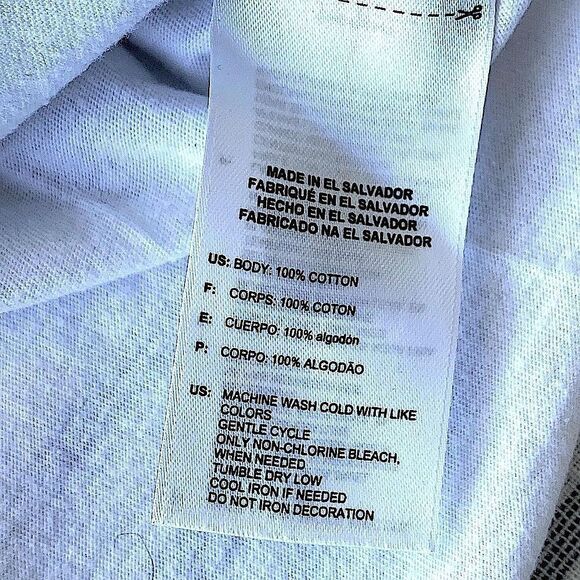 MADE IN EL SALVADOR
FABRIQUÉ EN EL SALVADOR
HECHO EN EL SALVADOR
FABRICADO NA EL SALVADOR
US: BODY: 100% COTTON
F: CORPS: 100% COTON
E: CUERPO: 100% algodón
P: CORPO: 100% ALGODÃO
US: MACHINE WASH COLD WITH LIKE
COLORS
GENTLE CYCLE
ONLY NON-CHLORINE BLEACH,
WHEN NEEDED
TUMBLE DRY LOW
COOL IRON IF NEEDED
DO NOT IRON DECORATION